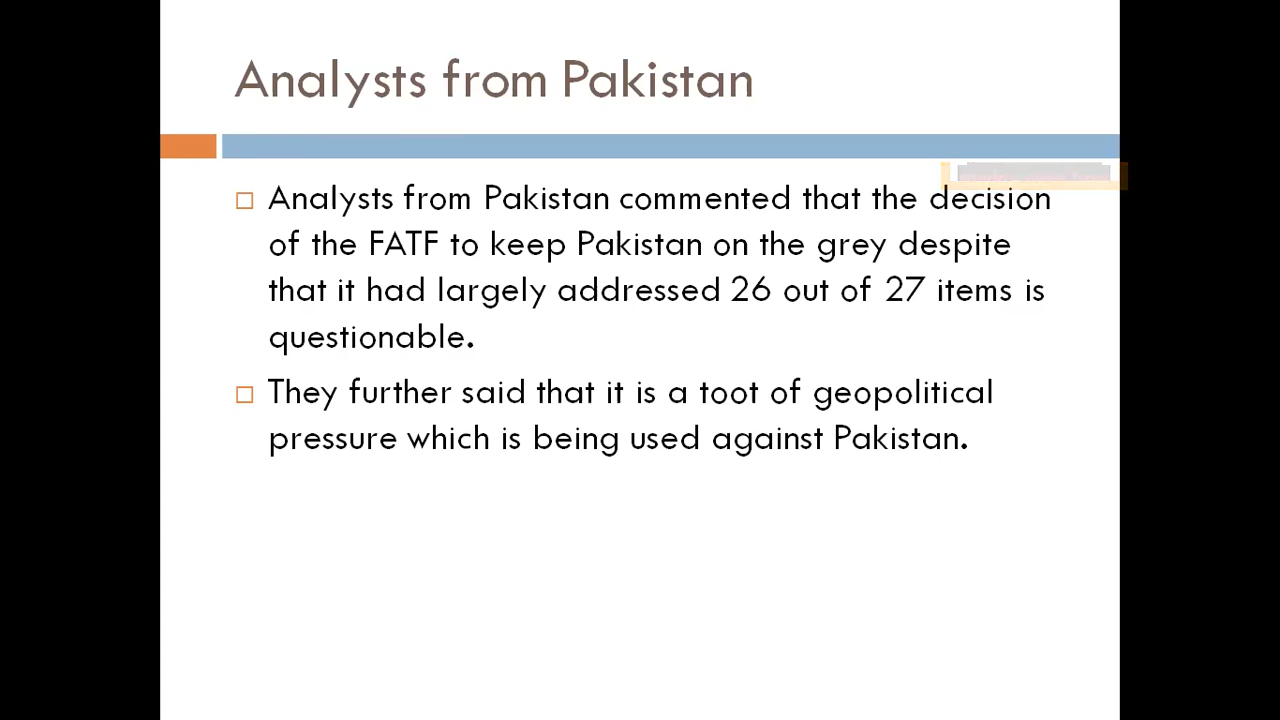 Analysts from Pakistan
Analysts from Pakistan commented that the decision
of the FATF to keep Pakistan on the grey despite
that it had largely addressed 26 out of 27 items is
questionable.
They further said that it is a toot of geopolitical
pressure which is being used against Pakistan.